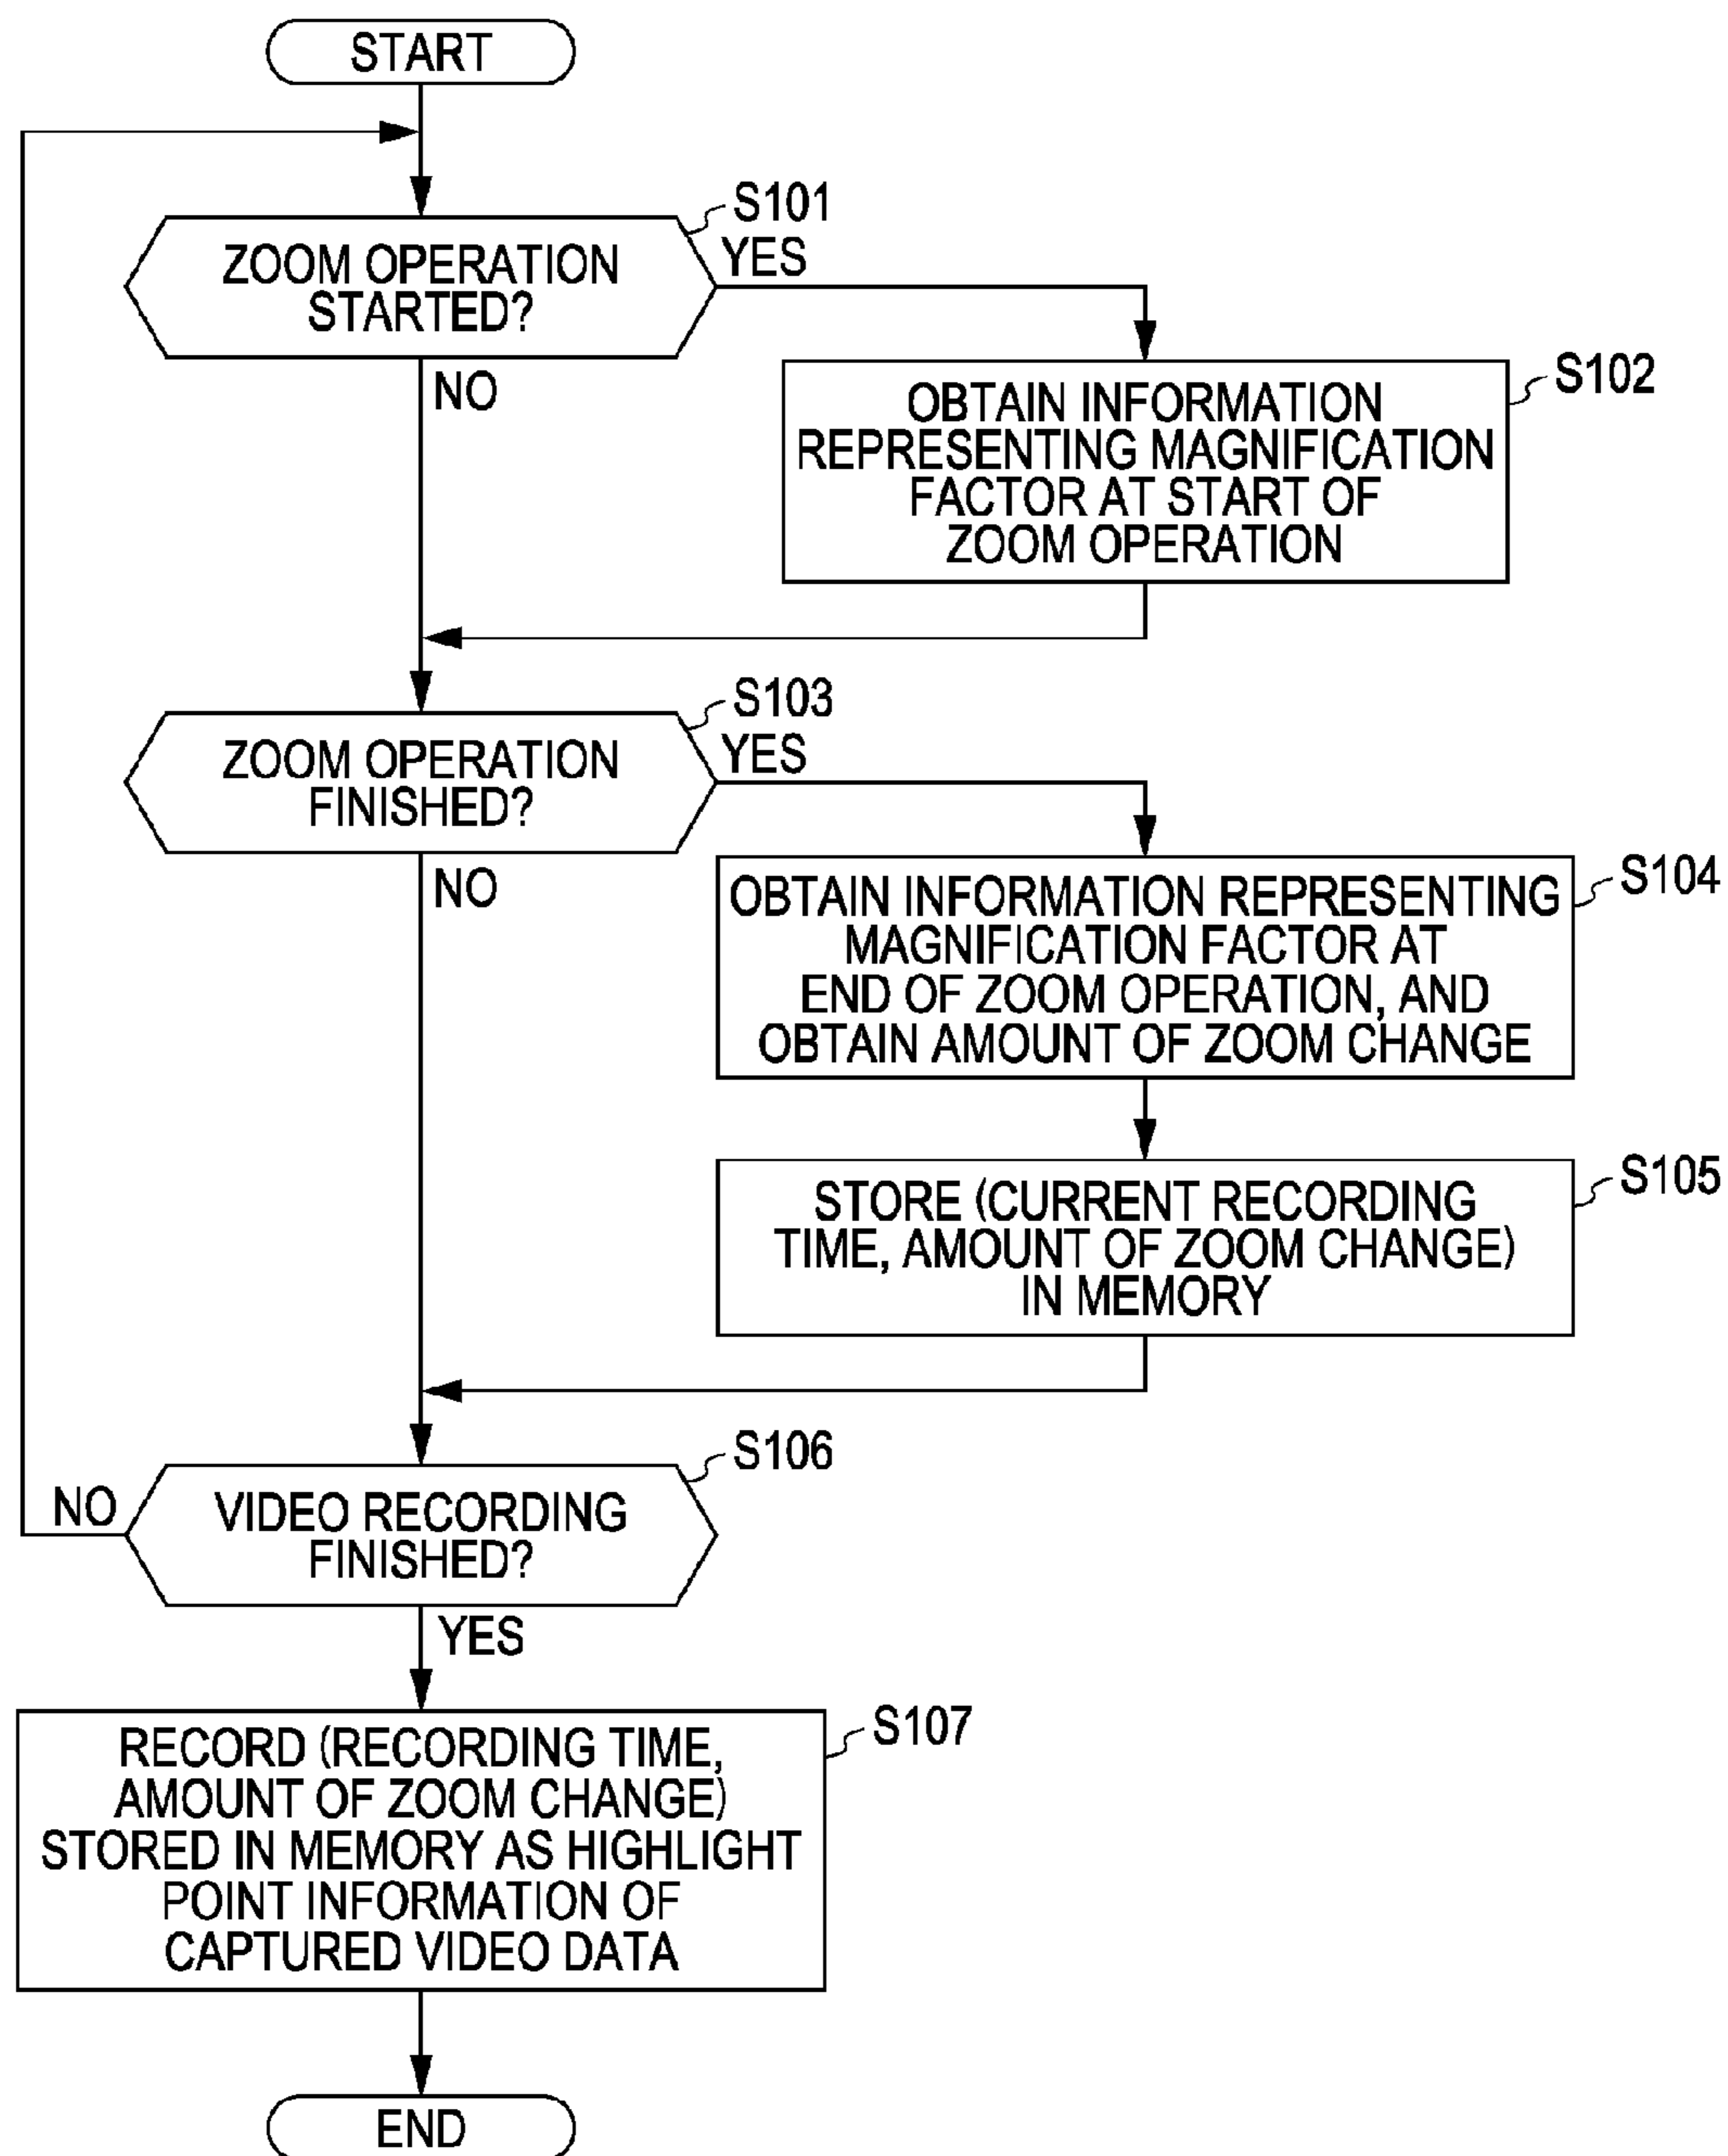 START
S101
ZOOM OPERATION
STARTED?
YES
NO
S102
OBTAIN INFORMATION
REPRESENTING MAGNIFICATION
FACTOR AT START OF
ZOOM OPERATION
S103
ZOOM OPERATION
FINISHED?
YES
NO
S104
OBTAIN INFORMATION REPRESENTING
MAGNIFICATION FACTOR AT
END OF ZOOM OPERATION, AND
OBTAIN AMOUNT OF ZOOM CHANGE
S105
STORE (CURRENT RECORDING
TIME, AMOUNT OF ZOOM CHANGE)
IN MEMORY
S106
NO
VIDEO RECORDING
FINISHED?
YES
S107
RECORD (RECORDING TIME,
AMOUNT OF ZOOM CHANGE)
STORED IN MEMORY AS HIGHLIGHT
POINT INFORMATION OF
CAPTURED VIDEO DATA
END